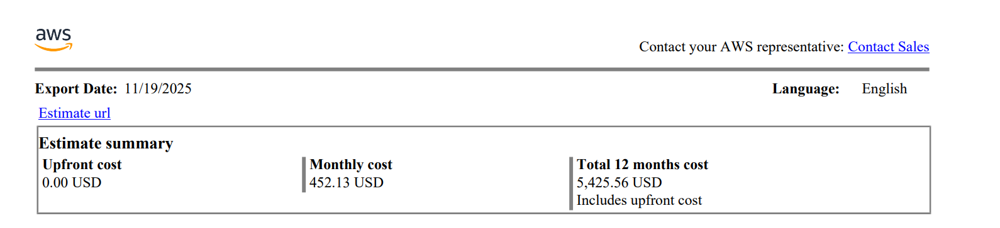 aws
Contact your AWS representative: Contact Sales
Export Date: 11/19/2025 Language: English
Estimate url
Estimate summary
Upfront cost Monthly cost Total 12 months cost
0.00 USD 452.13 USD 5,425.56 USD
Includes upfront cost